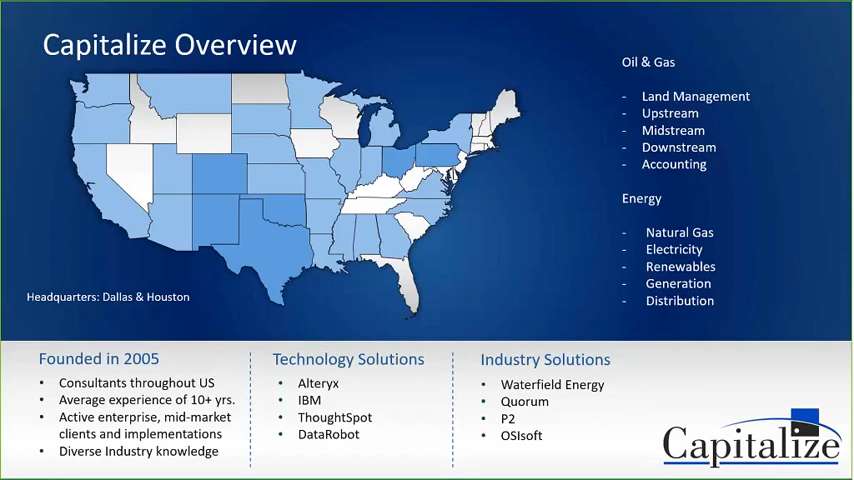 Capitalize Overview
Oil & Gas
- Land Management
- Upstream
- Midstream
- Downstream
- Accounting
Energy
- Natural Gas
- Electricity
- Renewables
- Generation
- Distribution
Headquarters: Dallas & Houston
Founded in 2005
• Consultants throughout US
• Average experience of 10+ yrs.
• Active enterprise, mid-market
clients and implementations
• Diverse Industry knowledge
Technology Solutions
• Alteryx
• IBM
• ThoughtSpot
• DataRobot
Industry Solutions
• Waterfield Energy
• Quorum
• P2
• OSIsoft
Capitalize